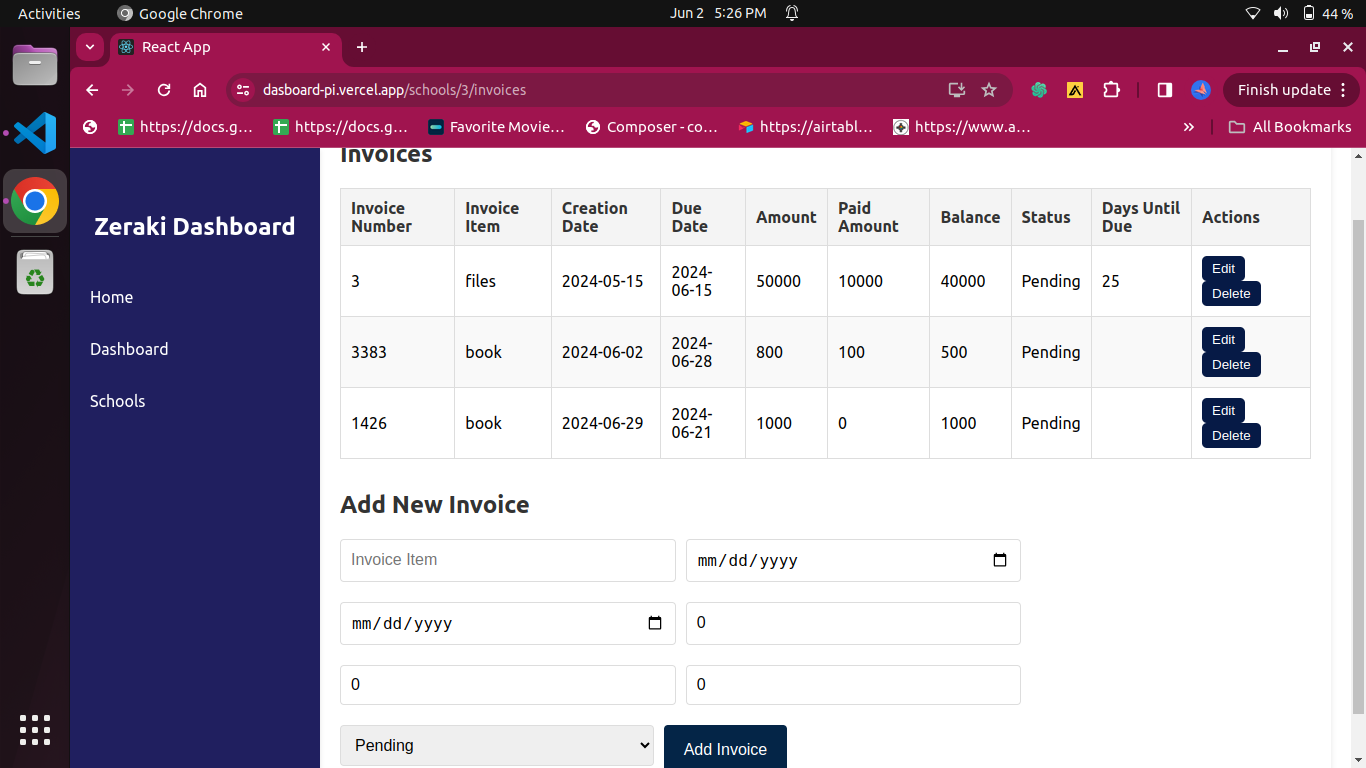 Activities
Google Chrome
Jun 2 5:26 PM
44 %
React App
dasboard-pi.vercel.app/schools/3/invoices
Finish update
https://docs.g...
https://docs.g...
Favorite Movie...
Composer - co...
https://airtabl...
https://www.a...
All Bookmarks
Zeraki Dashboard
Home
Dashboard
Schools
Invoices
Invoice Number Invoice Item Creation Date Due Date Amount Paid Amount Balance Status Days Until Due Actions
3 files 2024-05-15 2024-06-15 50000 10000 40000 Pending 25 Edit Delete
3383 book 2024-06-02 2024-06-28 800 100 500 Pending Edit Delete
1426 book 2024-06-29 2024-06-21 1000 0 1000 Pending Edit Delete
Add New Invoice
Invoice Item mm/dd/yyyy
mm/dd/yyyy 0
0 0
Pending Add Invoice